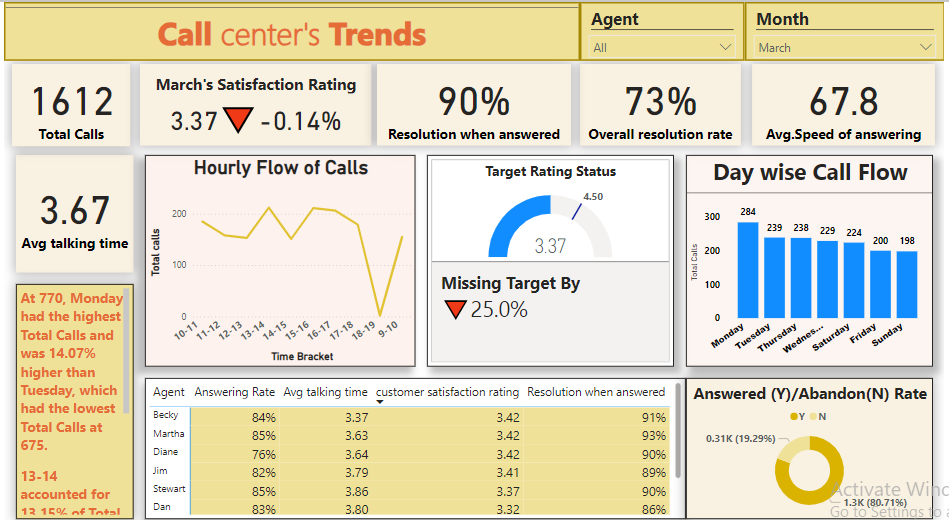 Call center's Trends
Agent
All
Month
March
1612
Total Calls
March's Satisfaction Rating
3.37 -0.14%
90%
Resolution when answered
73%
Overall resolution rate
67.8
Avg.Speed of answering
3.67
Avg talking time
Hourly Flow of Calls
Total calls
200
100
0
10-11
11-12
12-13
13-14
14-15
15-16
16-17
17-18
18-19
9-10
Time Bracket
Target Rating Status
4.50
3.37
Missing Target By
25.0%
Day wise Call Flow
Total Calls
300
200
100
0
284
239
238
229
224
200
198
Monday
Tuesday
Thursday
Wednes...
Saturday
Friday
Sunday
At 770, Monday
had the highest
Total Calls and
was 14.07%
higher than
Tuesday, which
had the lowest
Total Calls at
675.
13-14
accounted for
13.15% of Total
Agent Answering Rate Avg talking time customer satisfaction rating Resolution when answered
Becky 84% 3.37 3.42 91%
Martha 85% 3.63 3.42 93%
Diane 76% 3.64 3.42 90%
Jim 82% 3.79 3.41 89%
Stewart 85% 3.86 3.37 90%
Dan 83% 3.80 3.32 86%
Answered (Y)/Abandon(N) Rate
Y N
0.31K (19.29%)
1.3K (80.71%)
Activate Winc
Go to Settings to